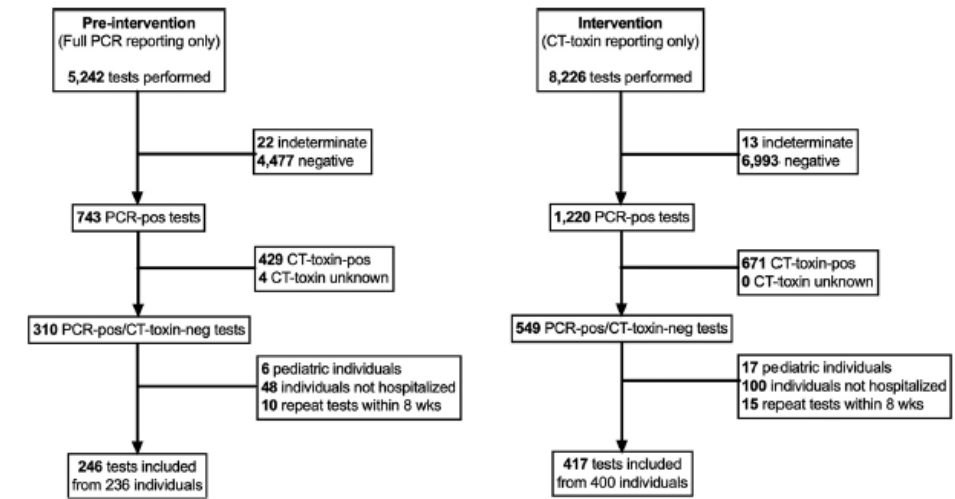 Pre-intervention
(Full PCR reporting only)
5,242 tests performed
22 indeterminate
4,477 negative
743 PCR-pos tests
429 CT-toxin-pos
4 CT-toxin unknown
310 PCR-pos/CT-toxin-neg tests
6 pediatric individuals
48 individuals not hospitalized
10 repeat tests within 8 wks
246 tests included
from 236 individuals
Intervention
(CT-toxin reporting only)
8,226 tests performed
13 indeterminate
6,993 negative
1,220 PCR-pos tests
671 CT-toxin-pos
0 CT-toxin unknown
549 PCR-pos/CT-toxin-neg tests
17 pediatric individuals
100 individuals not hospitalized
15 repeat tests within 8 wks
417 tests included
from 400 individuals